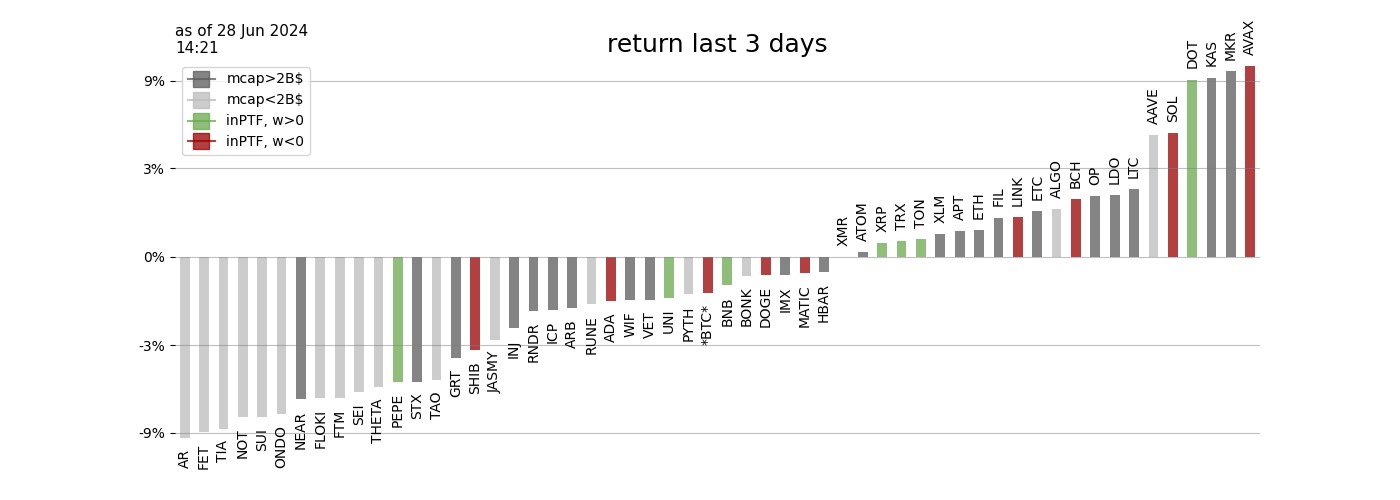 as of 28 Jun 2024
14:21
return last 3 days
mcap>2B$
mcap<2B$
inPTF, w>0
inPTF, w<0
9%
3%
0%
-3%
-9%
AR
FET
TIA
NOT
SUI
ONDO
NEAR
FLOKI
FTM
SEI
THETA
PEPE
STX
TAO
GRT
SHIB
JASMY
INJ
RNDR
ICP
ARB
RUNE
ADA
WIF
VET
UNI
PYTH
*BTC*
BNB
BONK
DOGE
IMX
MATIC
HBAR
XMR
ATOM
XRP
TRX
TON
XLM
APT
ETH
FIL
LINK
ETC
ALGO
BCH
OP
LDO
LTC
AAVE
SOL
DOT
KAS
MKR
AVAX